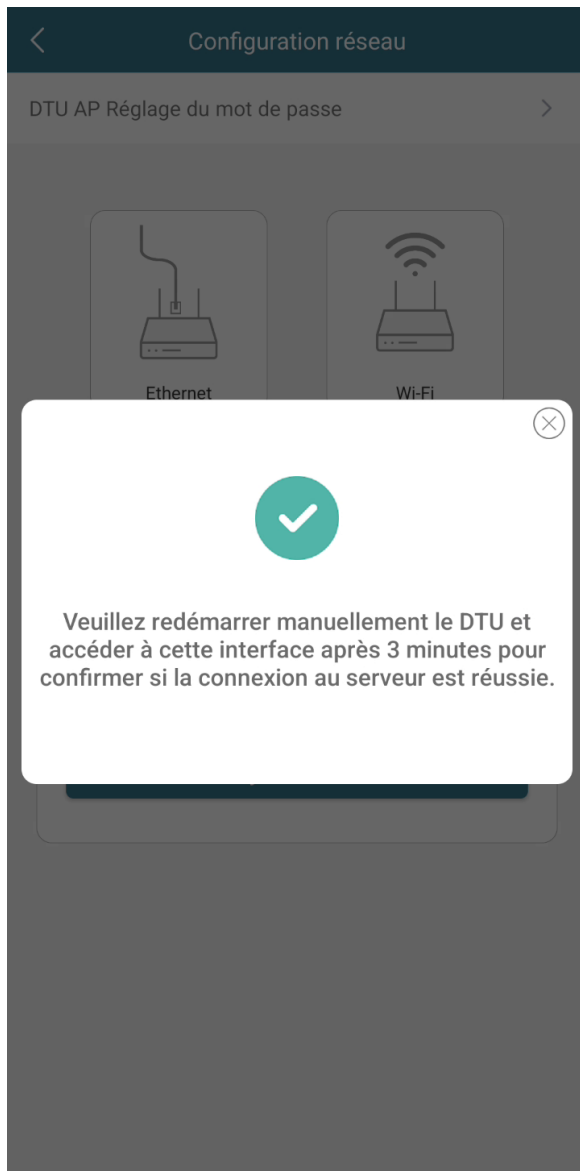 Configuration réseau
DTU AP Réglage du mot de passe
Ethernet
Wi-Fi
Veuillez redémarrer manuellement le DTU et
accéder à cette interface après 3 minutes pour
confirmer si la connexion au serveur est réussie.